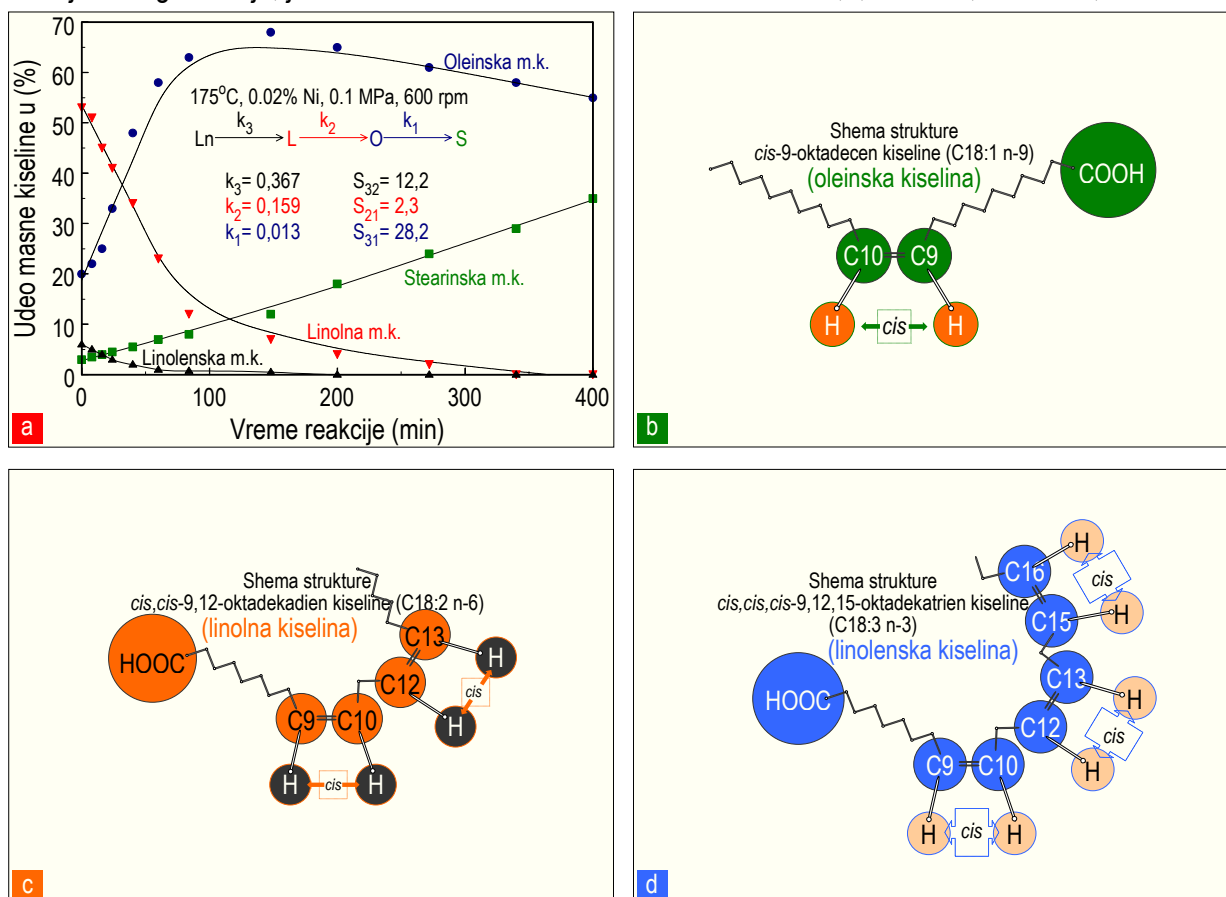 70
60
50
40
30
20
10
0
Udeo masne kiseline u (%)
0
100
200
300
400
Vreme reakcije (min)
Oleinska m.k.
175°C, 0.02% Ni, 0.1 MPa, 600 rpm
k3 k2 k1
Ln L O S
k3= 0,367 S32= 12,2
k2= 0,159 S21= 2,3
k1= 0,013 S31= 28,2
Stearinska m.k.
Linolna m.k.
Linolenska m.k.
a
Shema strukture
cis-9-oktadecen kiseline (C18:1 n-9)
(oleinska kiselina)
COOH
C10 C9
H cis H
b
Shema strukture
cis,cis-9,12-oktadekadien kiseline (C18:2 n-6)
(linolna kiselina)
HOOC
C13
H
C12
cis
H
C9 C10
H cis H
c
Shema strukture
cis,cis,cis-9,12,15-oktadekatrien kiseline
(C18:3 n-3)
(linolenska kiselina)
H
C16
cis
H
C15
C13
H
HOOC
C12
cis
H
C9 C10
H cis H
d